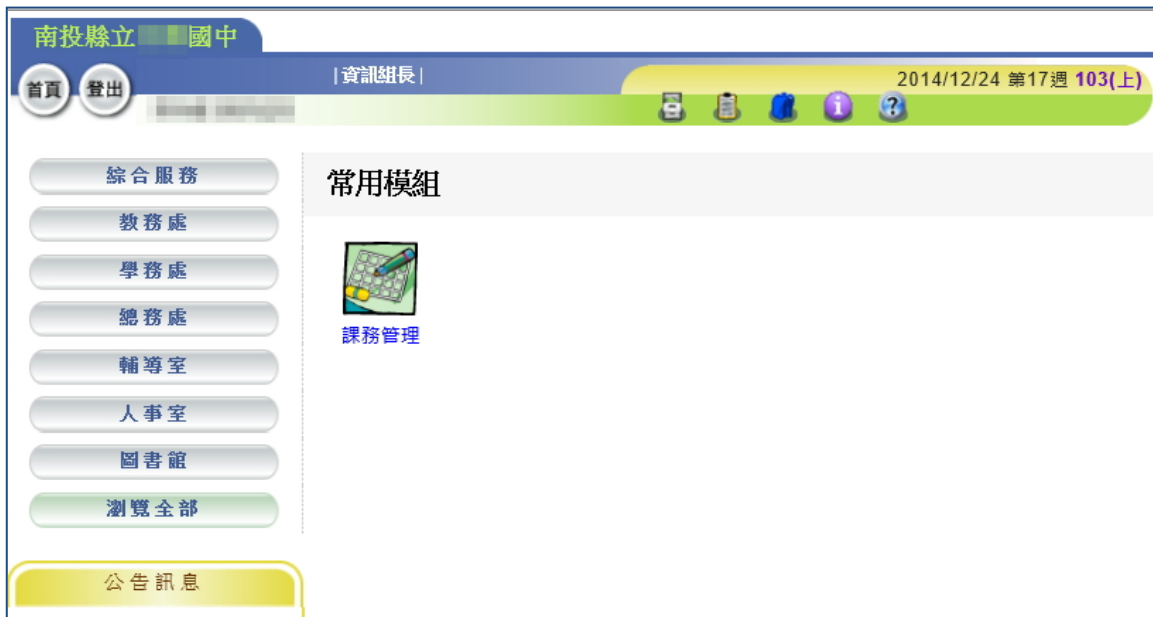 南投縣立 國中
首頁
登出
|資訊組長|
2014/12/24 第17週 103(上)
綜合服務
教務處
學務處
總務處
輔導室
人事室
圖書館
瀏覽全部
常用模組
課務管理
公告訊息